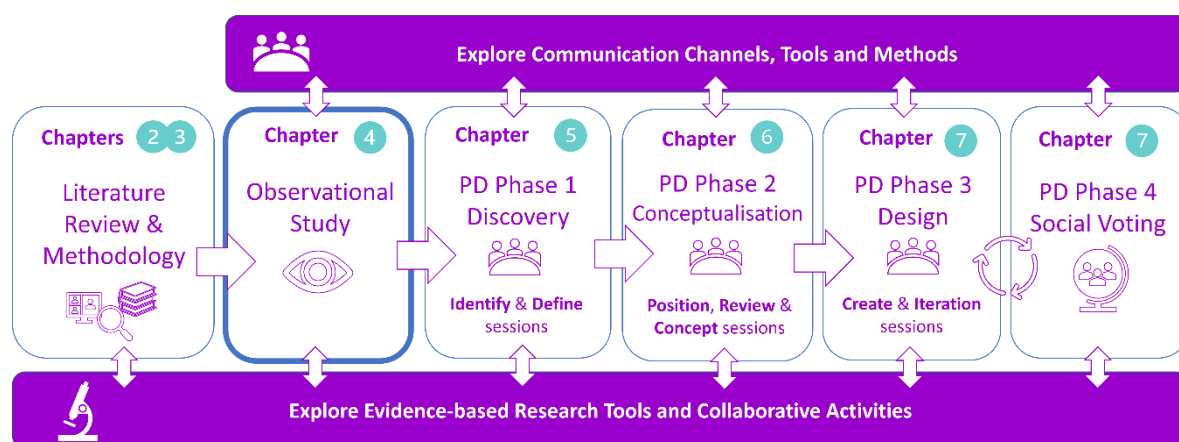 Explore Communication Channels, Tools and Methods
Chapters 2 3
Literature
Review &
Methodology
Chapter 4
Observational
Study
Chapter 5
PD Phase 1
Discovery
Identify & Define
sessions
Chapter 6
PD Phase 2
Conceptualisation
Position, Review &
Concept sessions
Chapter 7
PD Phase 3
Design
Create & Iteration
sessions
Chapter 7
PD Phase 4
Social Voting
Explore Evidence-based Research Tools and Collaborative Activities